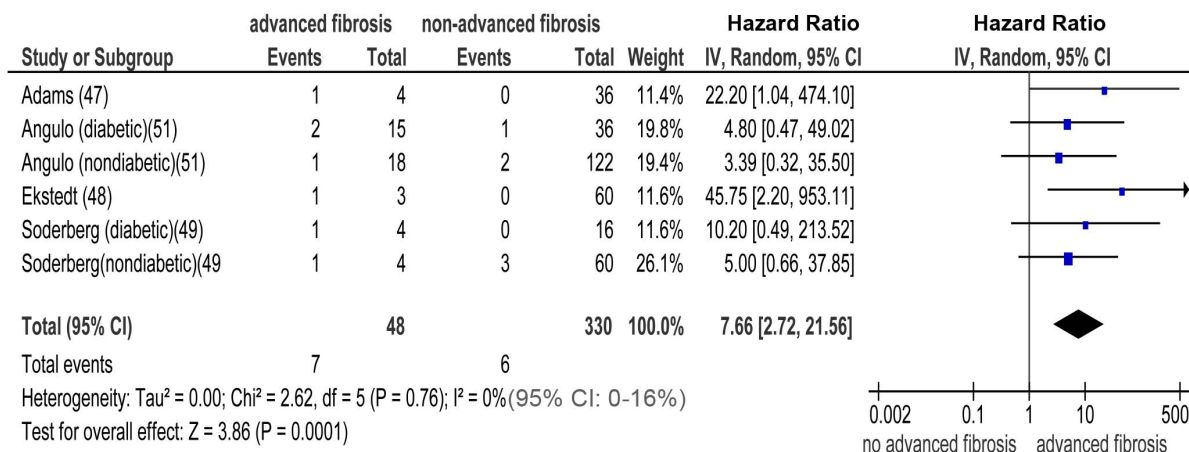 advanced fibrosis non-advanced fibrosis Hazard Ratio Hazard Ratio
Study or Subgroup Events Total Events Total Weight IV, Random, 95% CI IV, Random, 95% CI
Adams (47) 1 4 0 36 11.4% 22.20 [1.04, 474.10]
Angulo (diabetic)(51) 2 15 1 36 19.8% 4.80 [0.47, 49.02]
Angulo (nondiabetic)(51) 1 18 2 122 19.4% 3.39 [0.32, 35.50]
Ekstedt (48) 1 3 0 60 11.6% 45.75 [2.20, 953.11]
Soderberg (diabetic)(49) 1 4 0 16 11.6% 10.20 [0.49, 213.52]
Soderberg(nondiabetic)(49 1 4 3 60 26.1% 5.00 [0.66, 37.85]
Total (95% CI) 48 330 100.0% 7.66 [2.72, 21.56]
Total events 7 6
Heterogeneity: Tau² = 0.00; Chi² = 2.62, df = 5 (P = 0.76); I² = 0%(95% CI: 0-16%)
Test for overall effect: Z = 3.86 (P = 0.0001)
0.002 0.1 1 10 500
no advanced fibrosis advanced fibrosis